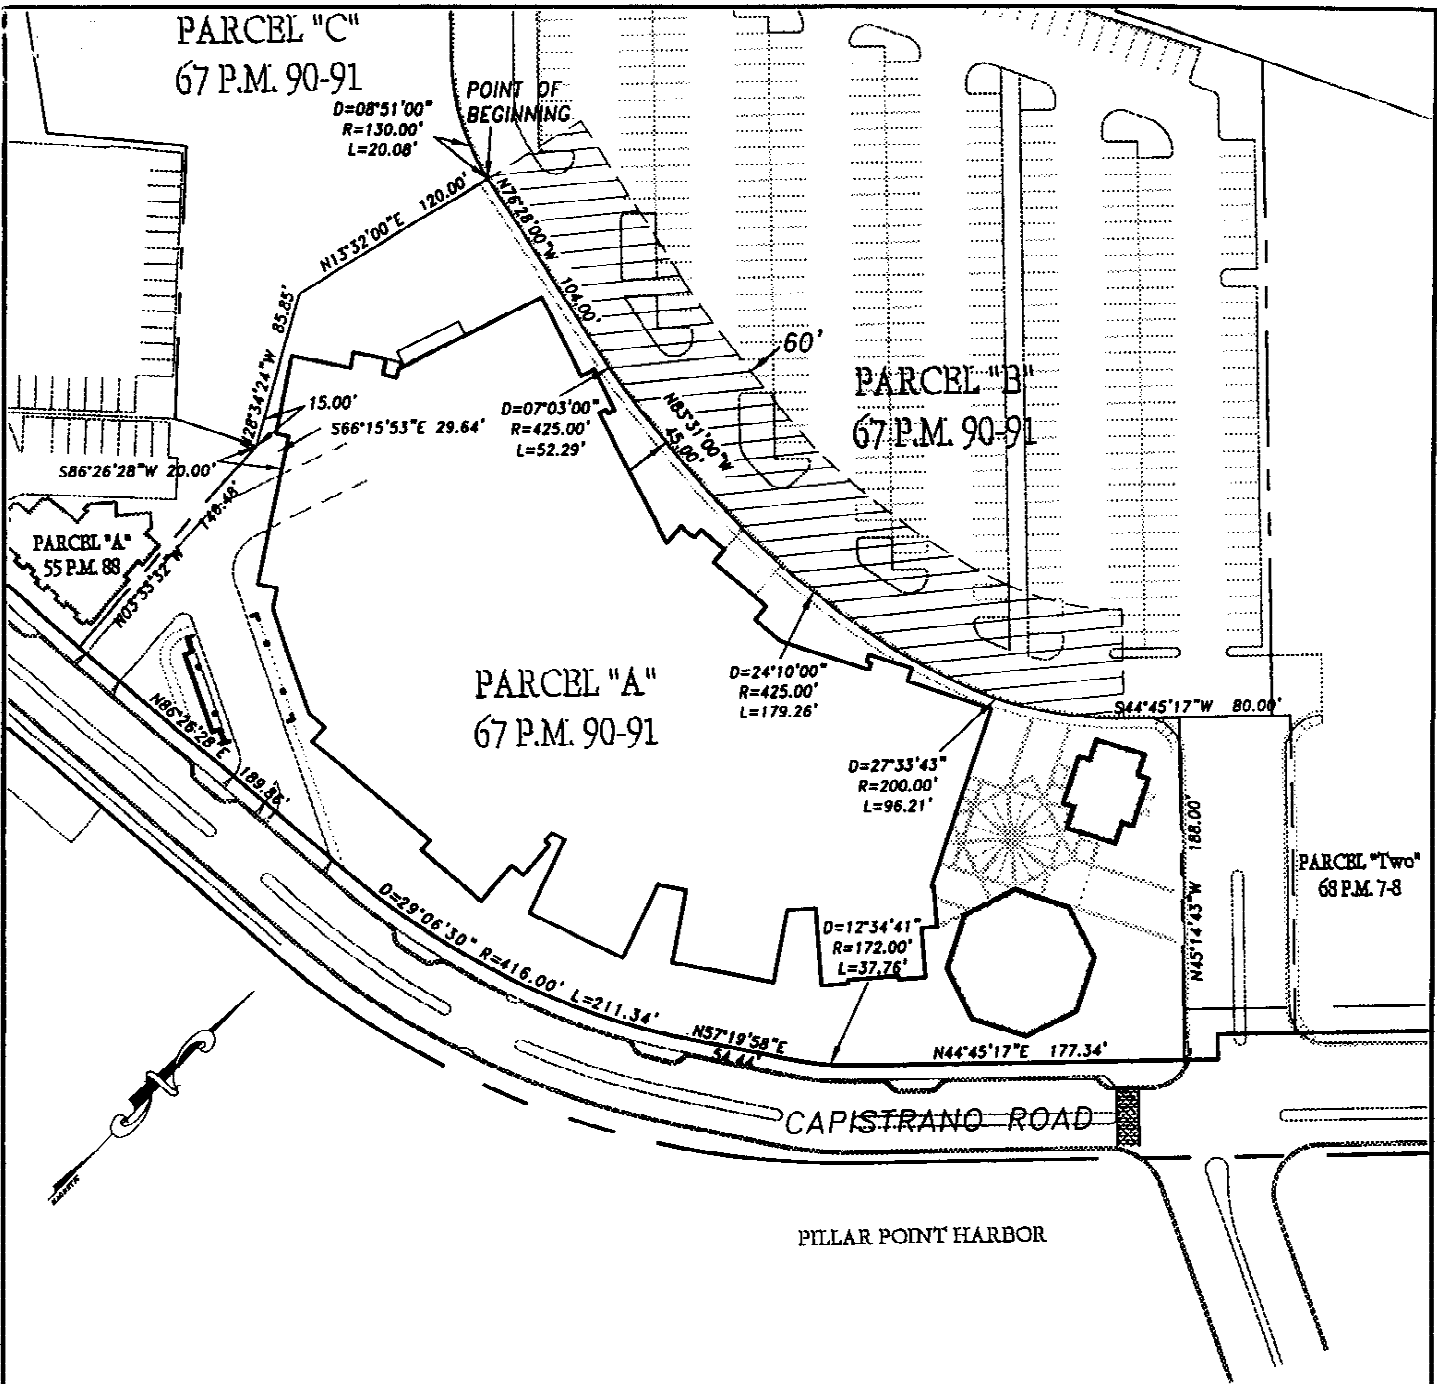 PARCEL "C"
67 P.M. 90-91
POINT OF
BEGINNING
D=08°51'00"
R=130.00'
L=20.08'
N13°32'00"E 120.00'
N76°28'00"W 104.00'
N28°34'24"W 85.85'
60'
PARCEL "B"
67 P.M. 90-91
15.00'
S66°15'53"E 29.64'
D=07°03'00"
R=425.00'
L=52.29'
N83°31'00"W
45.00'
S86°26'28"W 20.00'
148.48'
N03°33'32"W
PARCEL "A"
55 P.M. 88
PARCEL "A"
67 P.M. 90-91
D=24°10'00"
R=425.00'
L=179.26'
S44°45'17"W 80.00'
N86°26'28"E 189.86'
D=27°33'43"
R=200.00'
L=96.21'
N45°14'43"W 188.00'
PARCEL "Two"
68 P.M. 7-8
D=29°06'30" R=416.00' L=211.34'
D=12°34'41"
R=172.00'
L=37.76'
N57°19'58"E
54.44'
N44°45'17"E 177.34'
CAPISTRANO ROAD
PILLAR POINT HARBOR